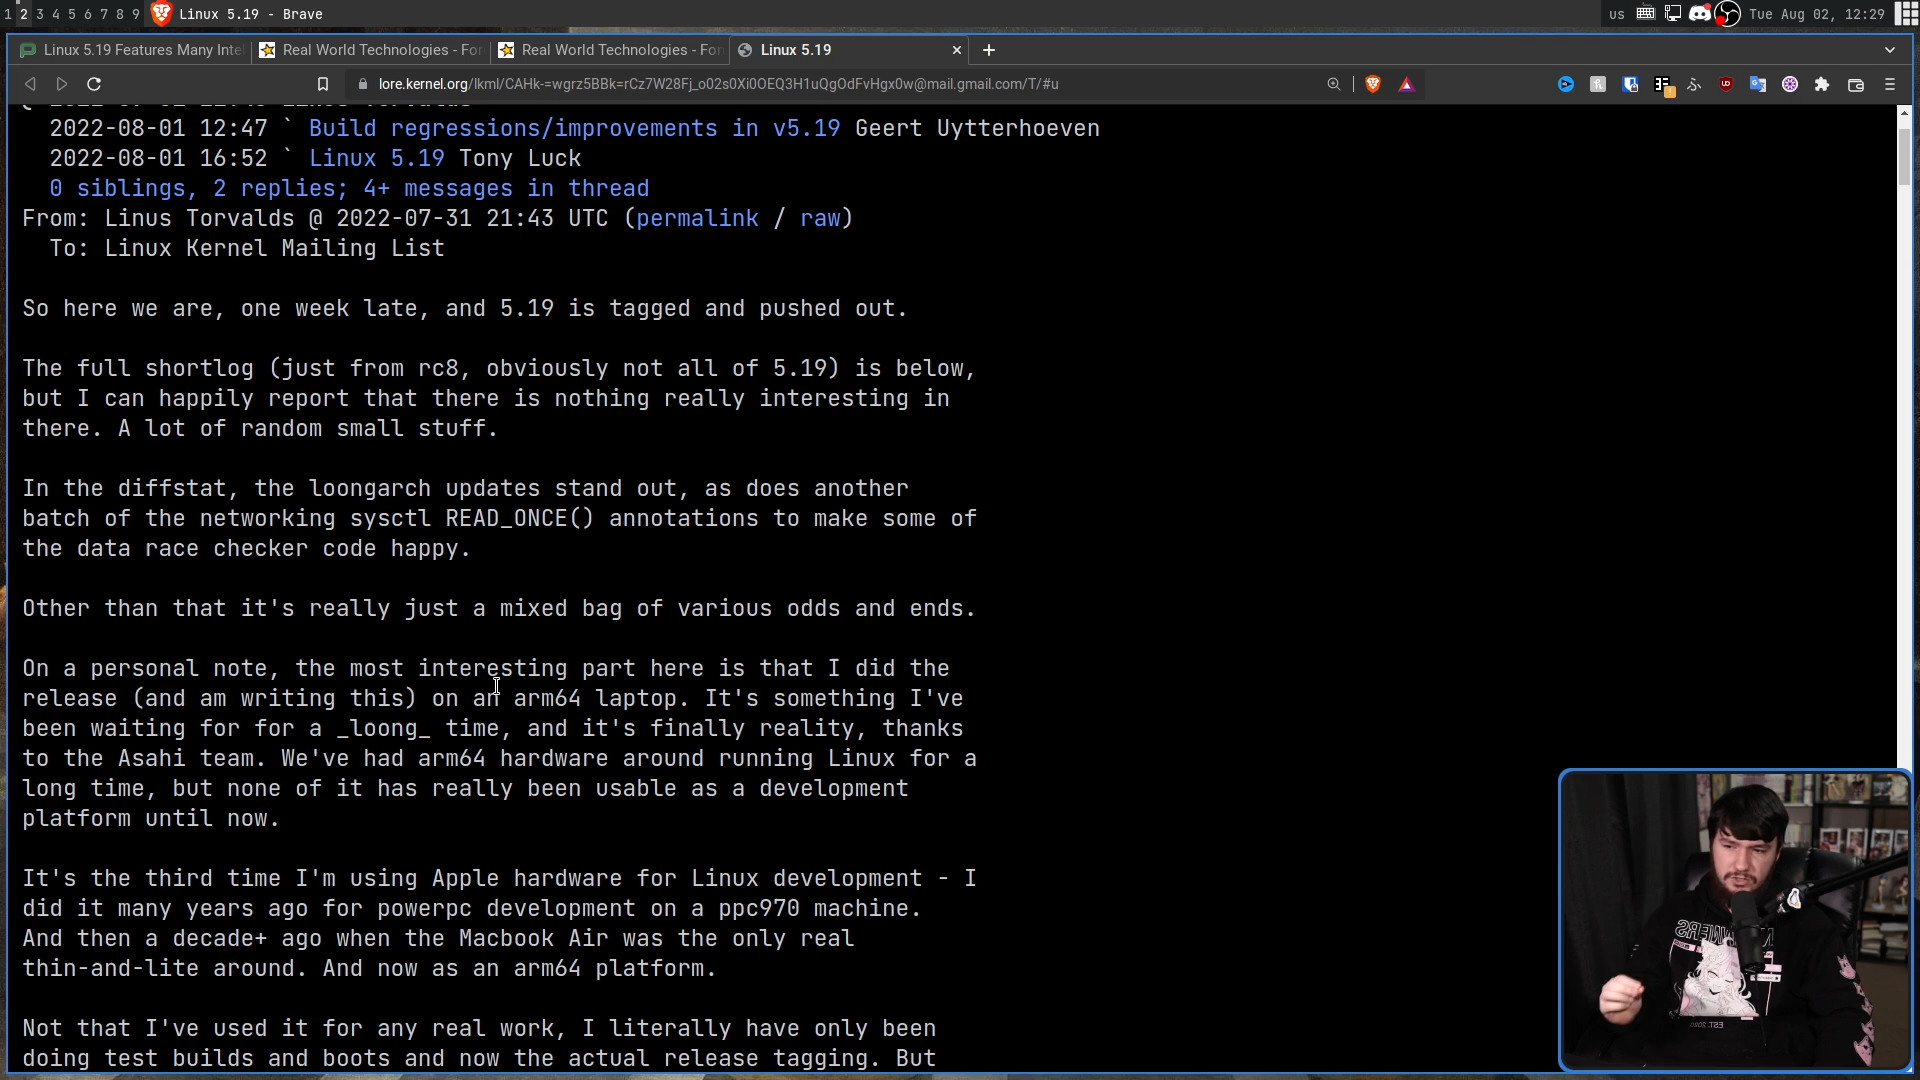 1 2 3 4 5 6 7 8 9 Linux 5.19 - Brave us Tue Aug 02, 12:29
Linux 5.19 Features Many Inte Real World Technologies - For Real World Technologies - For Linux 5.19
lore.kernel.org/lkml/CAHk-=wgrz5BBk=rCz7W28Fj_o02s0Xi0OEQ3H1uQgOdFvHgx0w@mail.gmail.com/T/#u
2022-08-01 12:47 ` Build regressions/improvements in v5.19 Geert Uytterhoeven
2022-08-01 16:52 ` Linux 5.19 Tony Luck
0 siblings, 2 replies; 4+ messages in thread
From: Linus Torvalds @ 2022-07-31 21:43 UTC (permalink / raw)
To: Linux Kernel Mailing List
So here we are, one week late, and 5.19 is tagged and pushed out.
The full shortlog (just from rc8, obviously not all of 5.19) is below,
but I can happily report that there is nothing really interesting in
there. A lot of random small stuff.
In the diffstat, the loongarch updates stand out, as does another
batch of the networking sysctl READ_ONCE() annotations to make some of
the data race checker code happy.
Other than that it's really just a mixed bag of various odds and ends.
On a personal note, the most interesting part here is that I did the
release (and am writing this) on an arm64 laptop. It's something I've
been waiting for for a _loong_ time, and it's finally reality, thanks
to the Asahi team. We've had arm64 hardware around running Linux for a
long time, but none of it has really been usable as a development
platform until now.
It's the third time I'm using Apple hardware for Linux development - I
did it many years ago for powerpc development on a ppc970 machine.
And then a decade+ ago when the Macbook Air was the only real
thin-and-lite around. And now as an arm64 platform.
Not that I've used it for any real work, I literally have only been
doing test builds and boots and now the actual release tagging. But